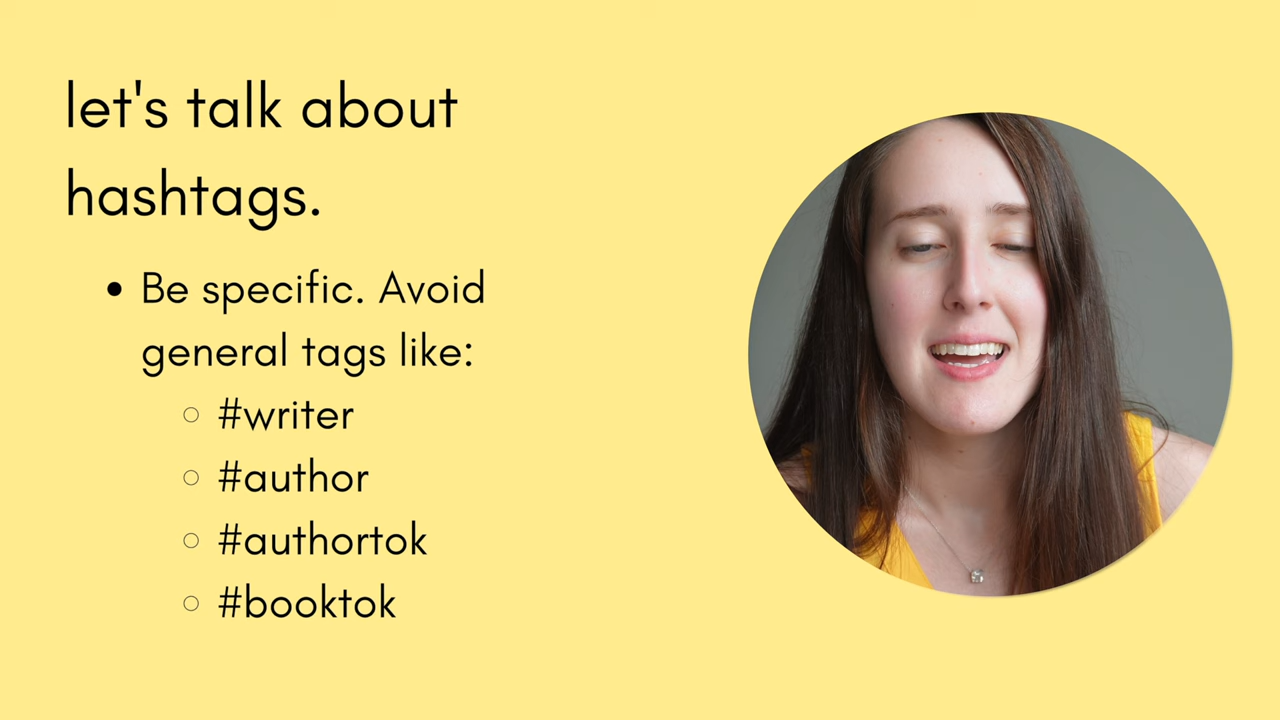 let's talk about
hashtags.
Be specific. Avoid
general tags like:
#writer
#author
#authortok
#booktok